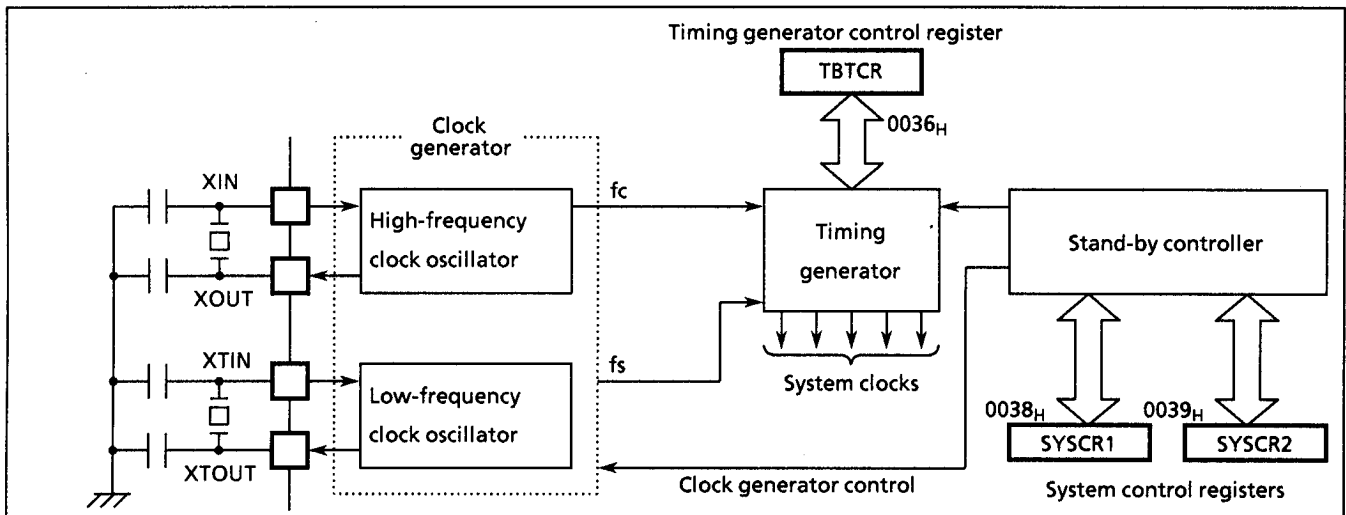 Timing generator control register
TBTCR
0036H
Clock
generator
XIN
XOUT
High-frequency
clock oscillator
fc
Timing
generator
Stand-by controller
XTIN
XTOUT
Low-frequency
clock oscillator
fs
System clocks
0038H
SYSCR1
0039H
SYSCR2
Clock generator control
System control registers